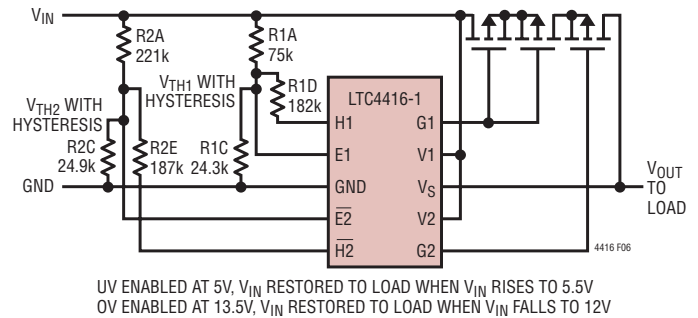 VIN
R2A
221k
R1A
75k
VTH1 WITH
HYSTERESIS
R1D
182k
VTH2 WITH
HYSTERESIS
R2C
24.9k
R2E
187k
R1C
24.3k
GND
LTC4416-1
H1
G1
E1
V1
GND
VS
E2
V2
H2
G2
VOUT
TO
LOAD
4416 F06
UV ENABLED AT 5V, VIN RESTORED TO LOAD WHEN VIN RISES TO 5.5V
OV ENABLED AT 13.5V, VIN RESTORED TO LOAD WHEN VIN FALLS TO 12V